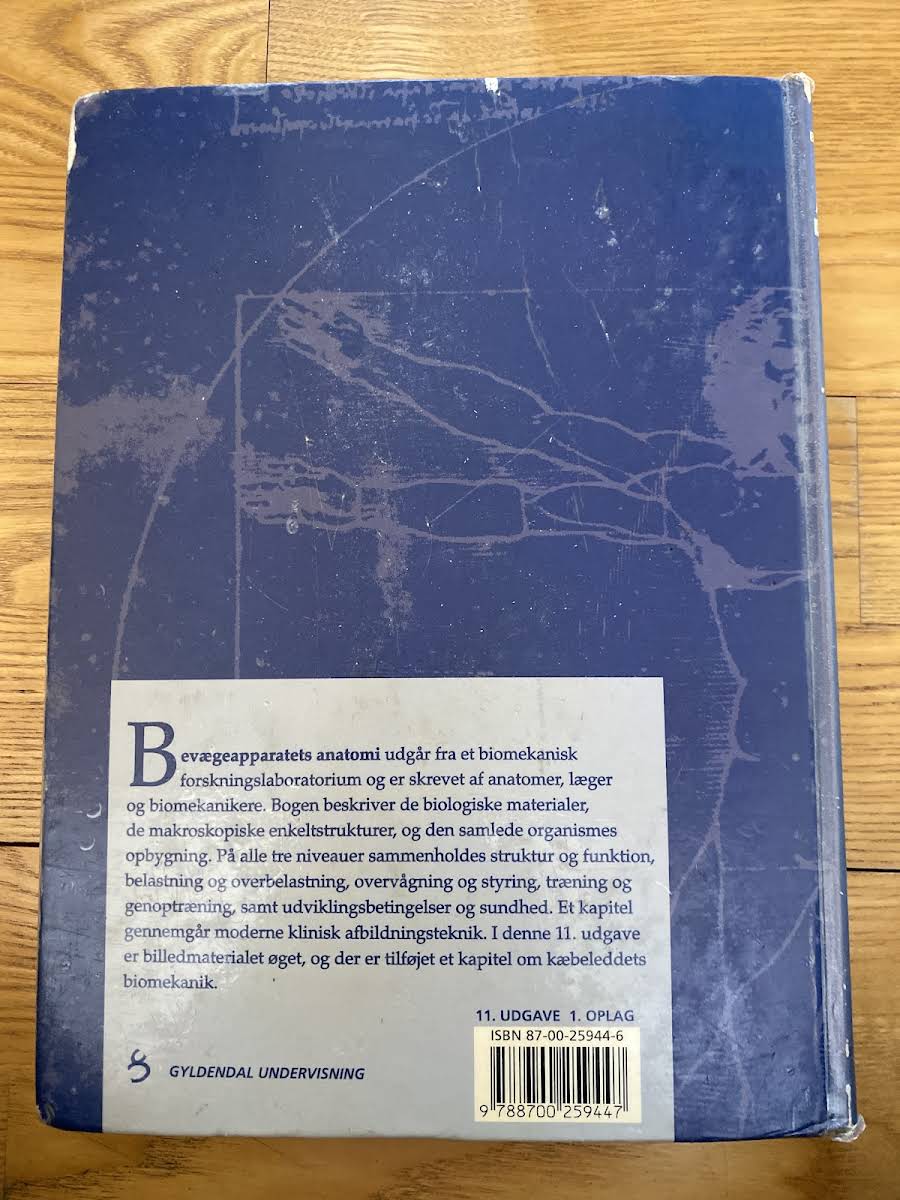 Bevægeapparatets anatomi udgår fra et biomekanisk
forskningslaboratorium og er skrevet af anatomer, læger
og biomekanikere. Bogen beskriver de biologiske materialer,
de makroskopiske enkeltstrukturer, og den samlede organismes
opbygning. På alle tre niveauer sammenholdes struktur og funktion,
belastning og overbelastning, overvågning og styring, træning og
genoptræning, samt udviklingsbetingelser og sundhed. Et kapitel
gennemgår moderne klinisk afbildningsteknik. I denne 11. udgave
er billedmaterialet øget, og der er tilføjet et kapitel om kæbeleddets
biomekanik.
11. UDGAVE 1. OPLAG
ISBN 87-00-25944-6
GYLDENDAL UNDERVISNING
9 788700 259447